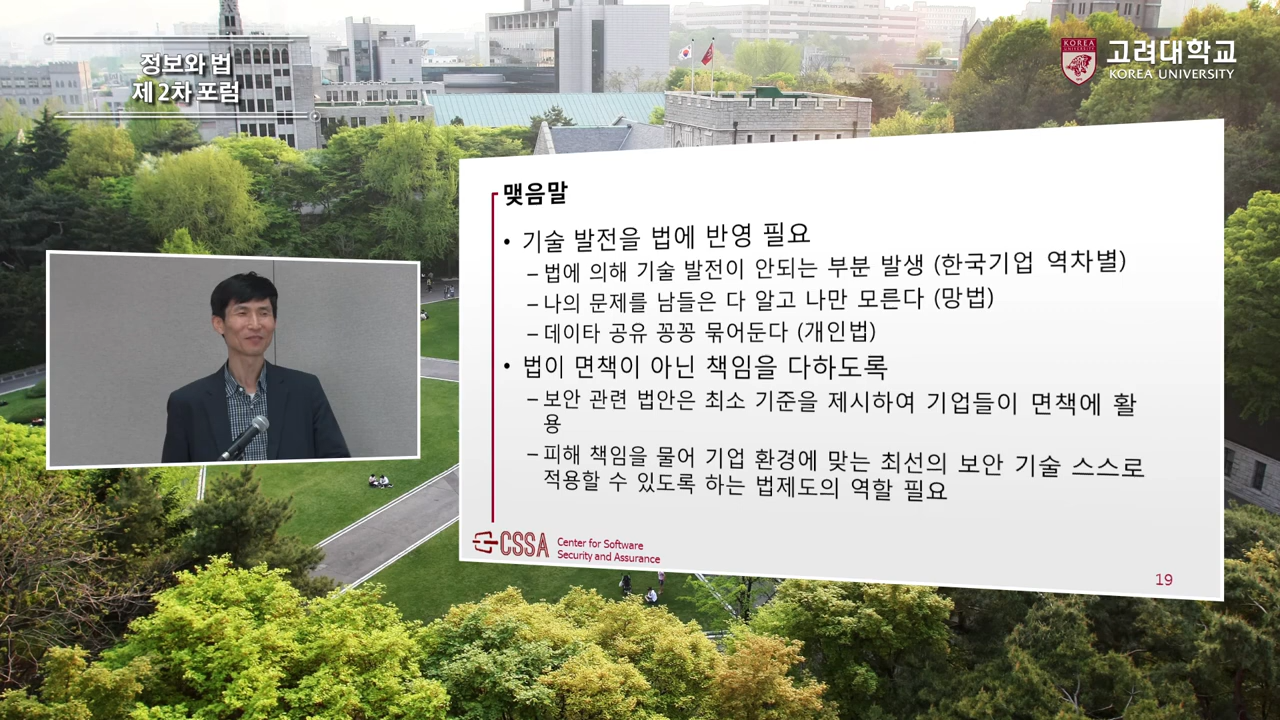 정보와 법
제 2차 포럼
KOREA
UNIVERSITY
고려대학교
KOREA UNIVERSITY
맺음말
• 기술 발전을 법에 반영 필요
– 법에 의해 기술 발전이 안되는 부분 발생 (한국기업 역차별)
– 나의 문제를 남들은 다 알고 나만 모른다 (망법)
– 데이타 공유 꽁꽁 묶어둔다 (개인법)
• 법이 면책이 아닌 책임을 다하도록
– 보안 관련 법안은 최소 기준을 제시하여 기업들이 면책에 활
용
– 피해 책임을 물어 기업 환경에 맞는 최선의 보안 기술 스스로
적용할 수 있도록 하는 법제도의 역할 필요
CSSA
Center for Software
Security and Assurance
19